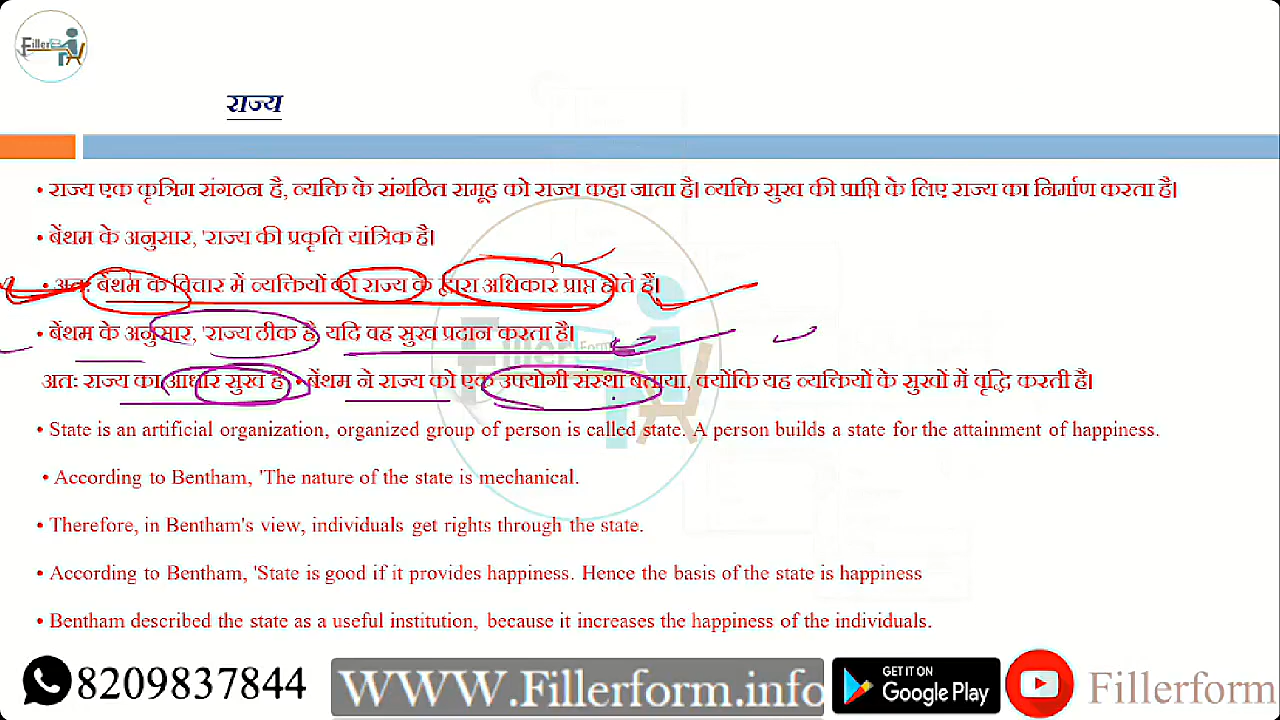 Filler
राज्य
• राज्य एक कृत्रिम संगठन है, व्यक्ति के संगठित समूह को राज्य कहा जाता है। व्यक्ति सुख की प्राप्ति के लिए राज्य का निर्माण करता है।
• बेंथम के अनुसार, 'राज्य की प्रकृति यांत्रिक है।
• अतः बेंथम के विचार में व्यक्तियों को राज्य के द्वारा अधिकार प्राप्त होते हैं।
• बेंथम के अनुसार, 'राज्य ठीक है, यदि वह सुख प्रदान करता है।
अतः राज्य का आधार सुख है • बेंथम ने राज्य को एक उपयोगी संस्था बताया, क्योंकि यह व्यक्तियों के सुखों में वृद्धि करती है।
• State is an artificial organization, organized group of person is called state. A person builds a state for the attainment of happiness.
• According to Bentham, 'The nature of the state is mechanical.
• Therefore, in Bentham's view, individuals get rights through the state.
• According to Bentham, 'State is good if it provides happiness. Hence the basis of the state is happiness
• Bentham described the state as a useful institution, because it increases the happiness of the individuals.
8209837844 WWW.Fillerform.info GET IT ON Google Play Fillerform